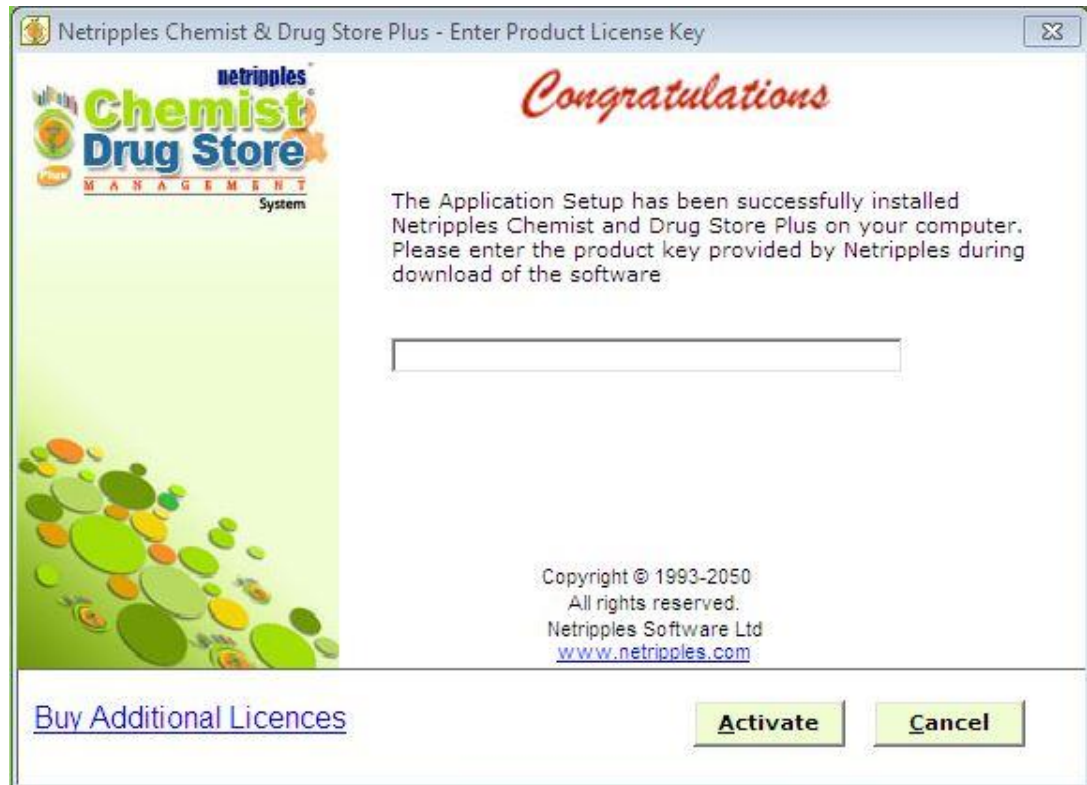 Netripples Chemist & Drug Store Plus - Enter Product License Key
netripples
Chemist &
Drug Store
Plus
MANAGEMENT
System
Congratulations
The Application Setup has been successfully installed
Netripples Chemist and Drug Store Plus on your computer.
Please enter the product key provided by Netripples during
download of the software
Copyright © 1993-2050
All rights reserved.
Netripples Software Ltd
www.netripples.com
Buy Additional Licences
Activate
Cancel